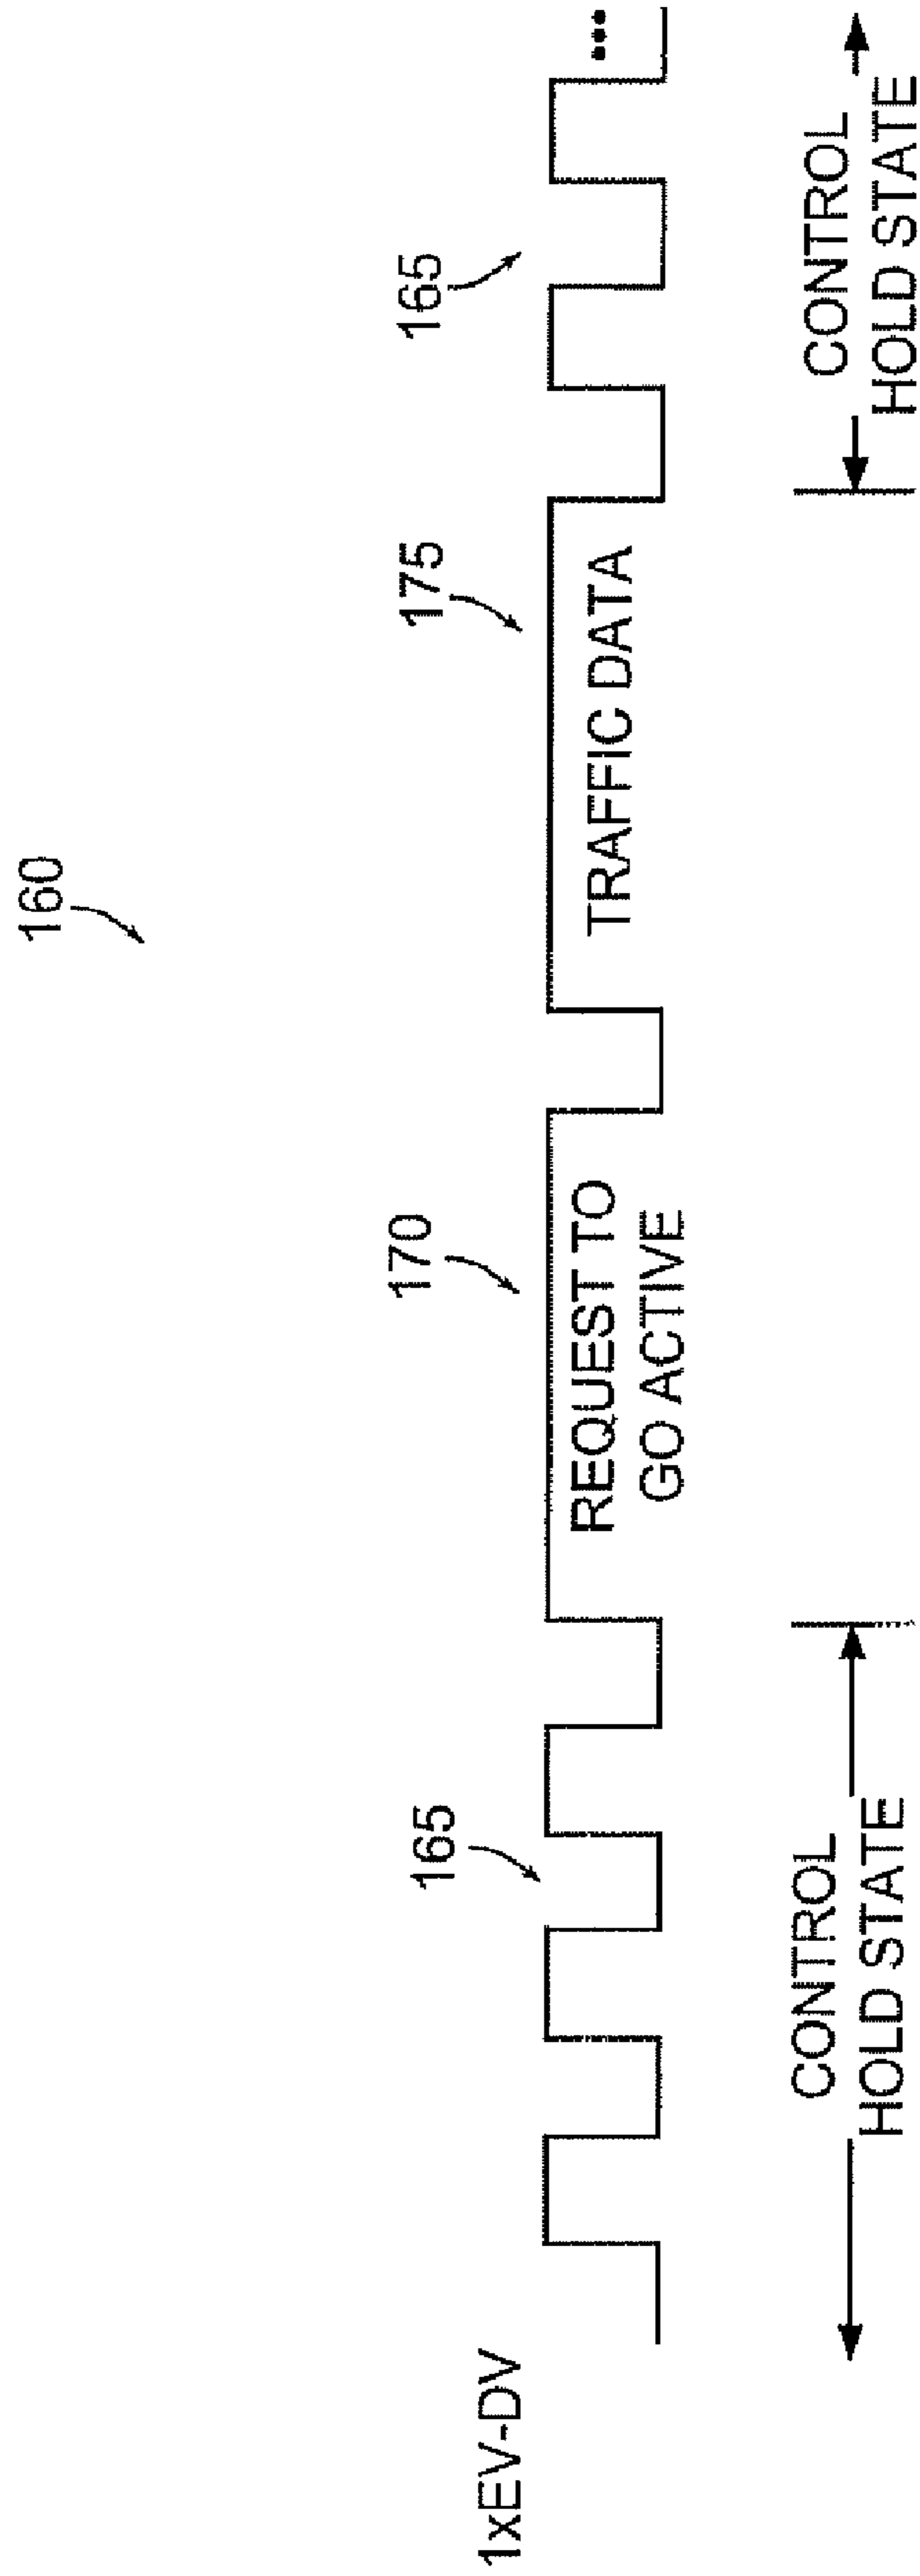 160
1xEV-DV
165
170
175
165
REQUEST TO
GO ACTIVE
TRAFFIC DATA
...
CONTROL
HOLD STATE
CONTROL
HOLD STATE